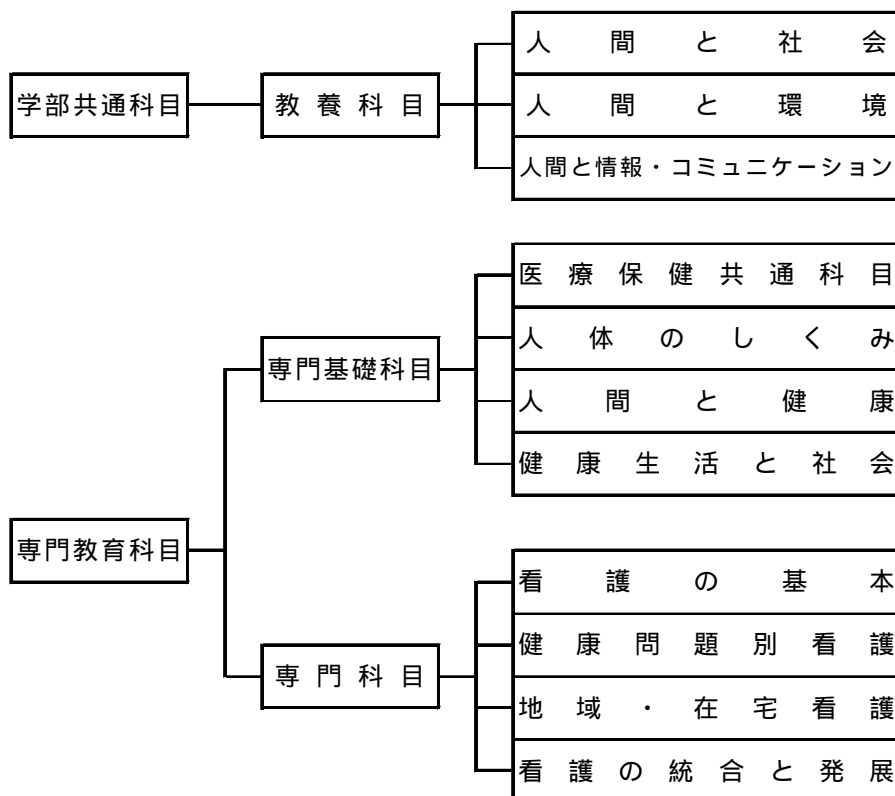 学部共通科目
教養科目
人間と社会
人間と環境
人間と情報・コミュニケーション
専門教育科目
専門基礎科目
医療保健共通科目
人体のしくみ
人間と健康
健康生活と社会
専門科目
看護の基本
健康問題別看護
地域・在宅看護
看護の統合と発展